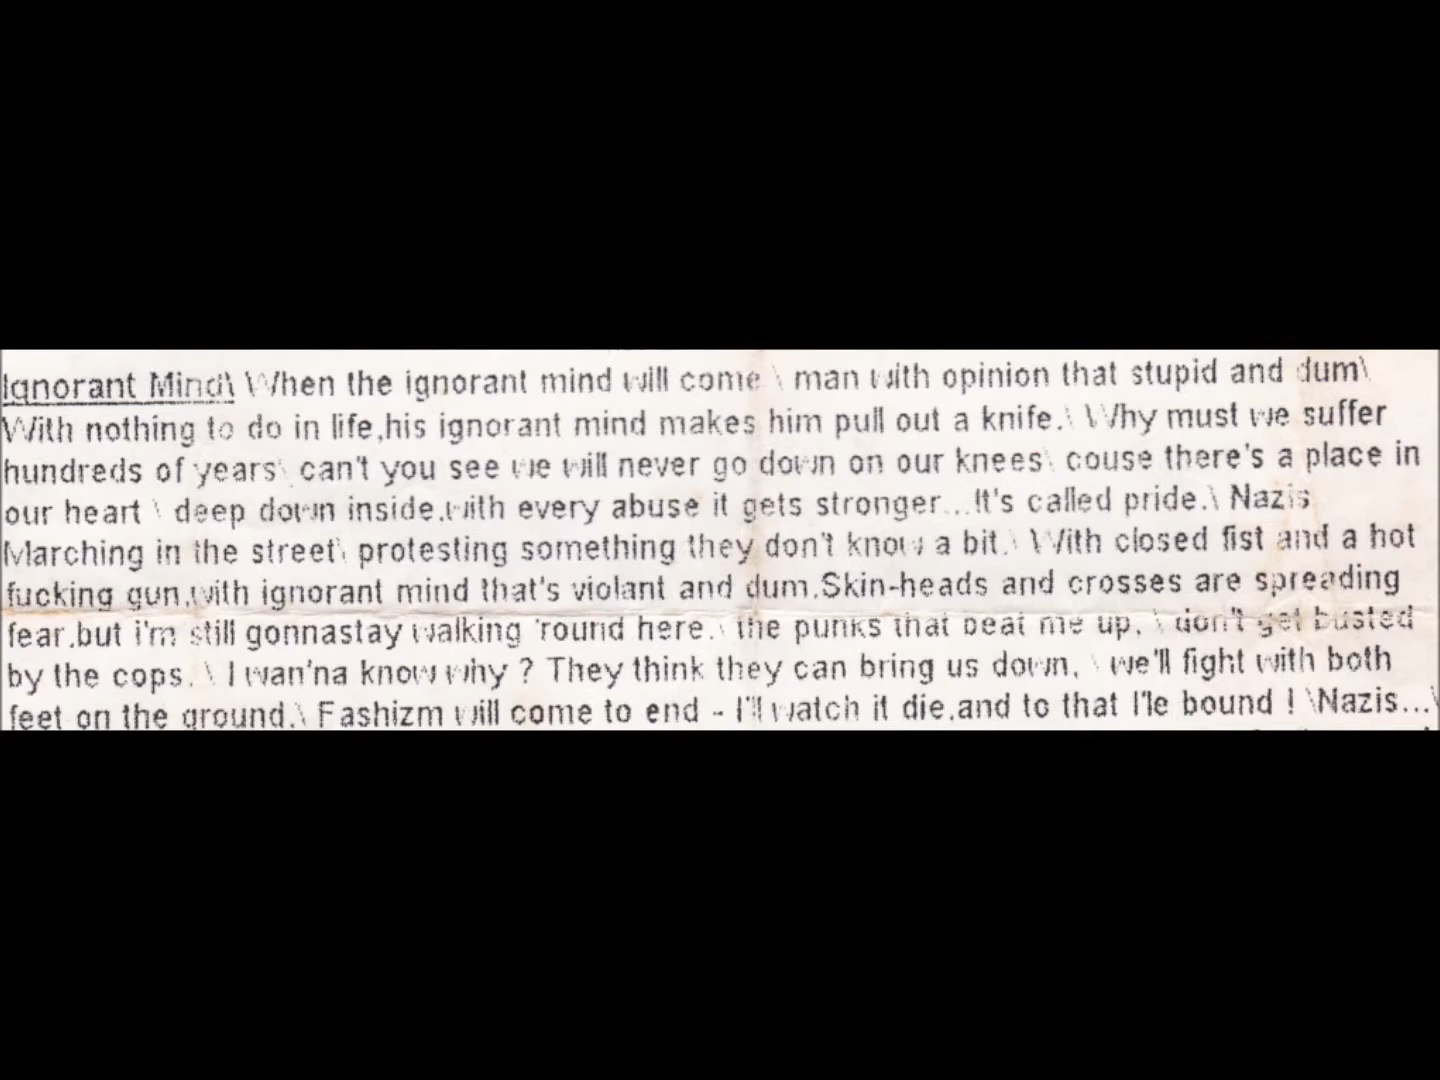 Ignorant Mind\ When the ignorant mind will come \ man with opinion that stupid and dum\
With nothing to do in life,his ignorant mind makes him pull out a knife.\ Why must we suffer
hundreds of years\ can't you see we will never go down on our knees\ couse there's a place in
our heart \ deep down inside,with every abuse it gets stronger...It's called pride.\ Nazis
Marching in the street\ protesting something they don't know a bit.\ With closed fist and a hot
fucking gun,with ignorant mind that's violant and dum.Skin-heads and crosses are spreading
fear,but i'm still gonnastay walking 'round here.\ the punks that beat me up, \ don't get busted
by the cops. \ I wan'na know why ? They think they can bring us down, \ we'll fight with both
feet on the ground.\ Fashizm will come to end - I'll watch it die,and to that I'le bound ! \Nazis...\